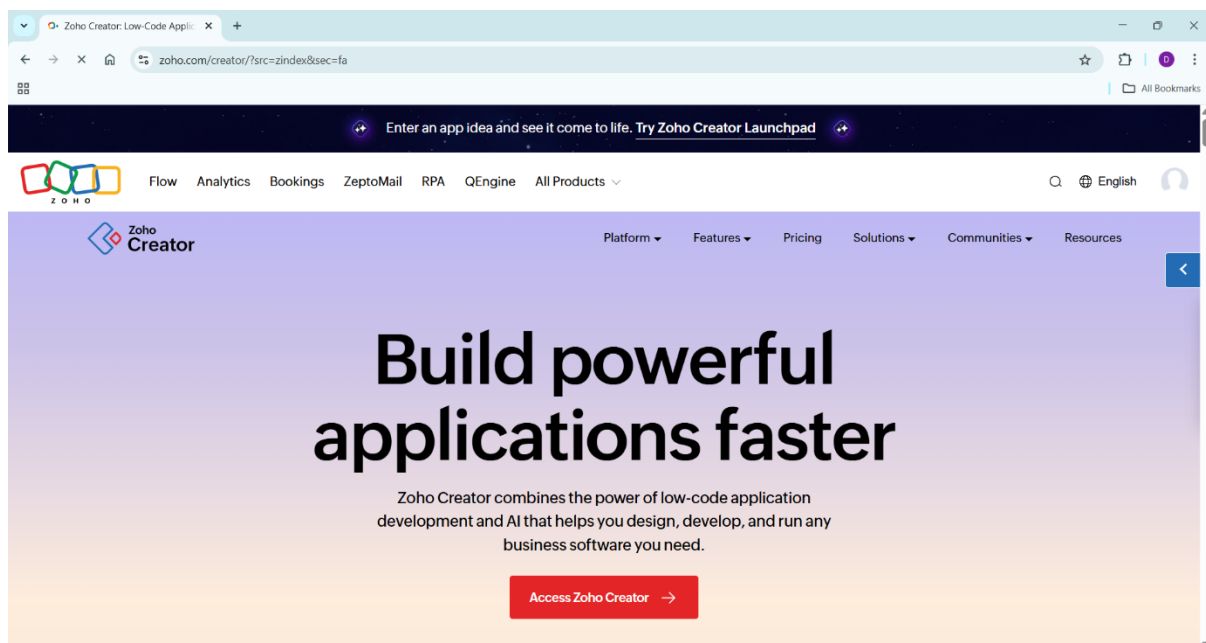 Zoho Creator: Low-Code Applic
zoho.com/creator/?src=zindex&sec=fa
D
All Bookmarks
Enter an app idea and see it come to life. Try Zoho Creator Launchpad
ZOHO
Flow Analytics Bookings ZeptoMail RPA QEngine All Products
English
Zoho
Creator
Platform Features Pricing Solutions Communities Resources
Build powerful
applications faster
Zoho Creator combines the power of low-code application
development and AI that helps you design, develop, and run any
business software you need.
Access Zoho Creator